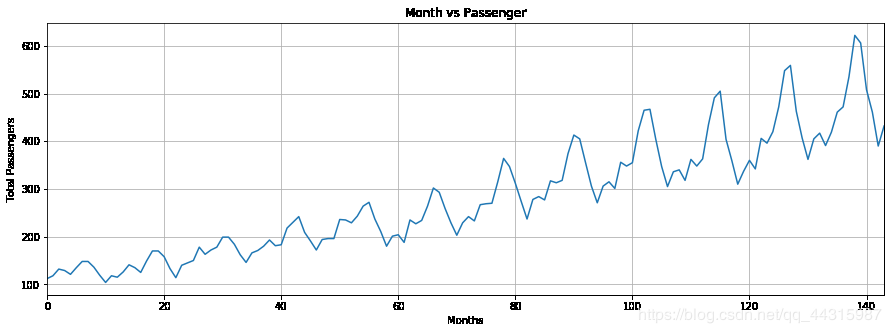 Month vs Passenger
Total Passengers
600
500
400
300
200
100
0 20 40 60 80 100 120 140
Months
https://blog.csdn.net/qq_44315987